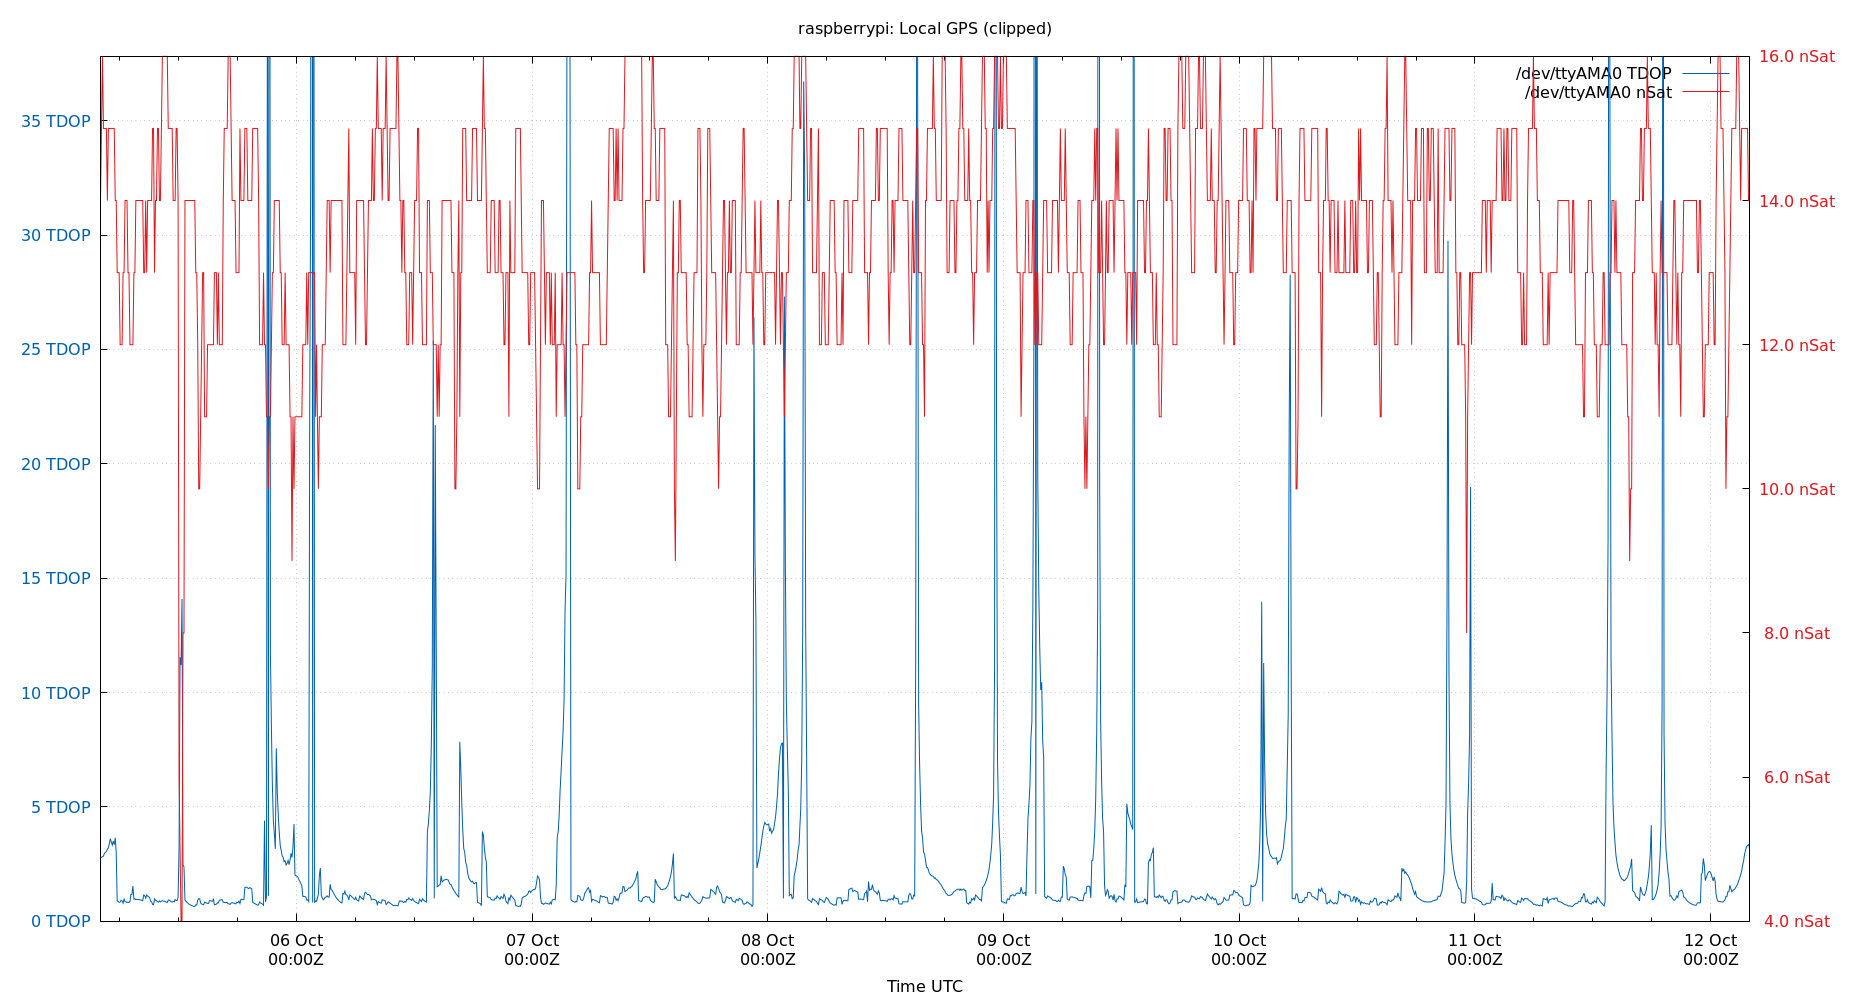 raspberrypi: Local GPS (clipped)
/dev/ttyAMA0 TDOP
/dev/ttyAMA0 nSat
35 TDOP
30 TDOP
25 TDOP
20 TDOP
15 TDOP
10 TDOP
5 TDOP
0 TDOP
16.0 nSat
14.0 nSat
12.0 nSat
10.0 nSat
8.0 nSat
6.0 nSat
4.0 nSat
06 Oct
00:00Z
07 Oct
00:00Z
08 Oct
00:00Z
09 Oct
00:00Z
10 Oct
00:00Z
11 Oct
00:00Z
12 Oct
00:00Z
Time UTC